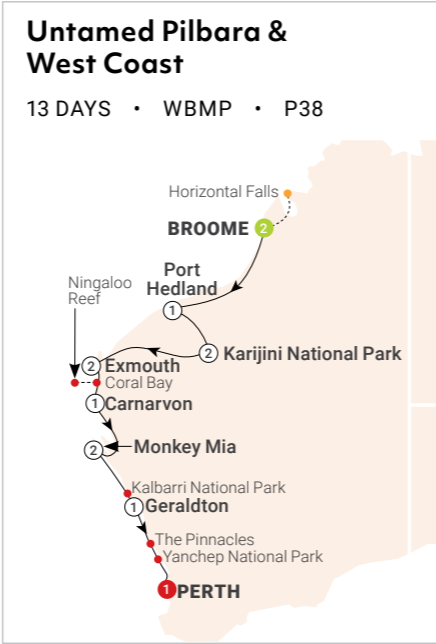 Untamed Pilbara &
West Coast
13 DAYS • WBMP • P38
Horizontal Falls
BROOME 2
Port
Hedland
1
Ningaloo
Reef
2 Karijini National Park
2 Exmouth
Coral Bay
1 Carnarvon
2 Monkey Mia
Kalbarri National Park
1 Geraldton
The Pinnacles
Yanchep National Park
1 PERTH